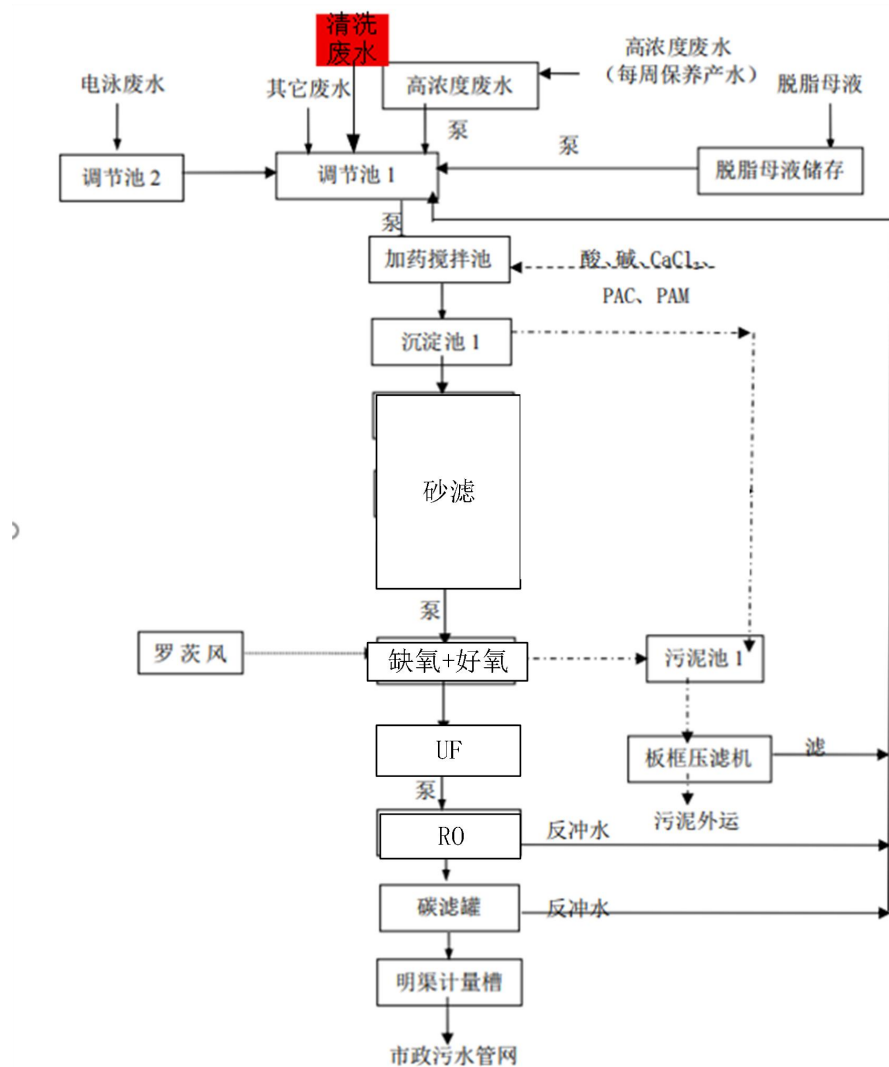 清洗
废水
高浓度废水
（每周保养产水）
电泳废水
其它废水
高浓度废水
脱脂母液
泵
泵
调节池 2
调节池 1
脱脂母液储存
泵
加药搅拌池
酸、碱、CaCl₂、
PAC、PAM
沉淀池 1
砂滤
泵
罗茨风
缺氧+好氧
污泥池 1
UF
板框压滤机
滤
泵
污泥外运
RO
反冲水
碳滤罐
反冲水
明渠计量槽
市政污水管网